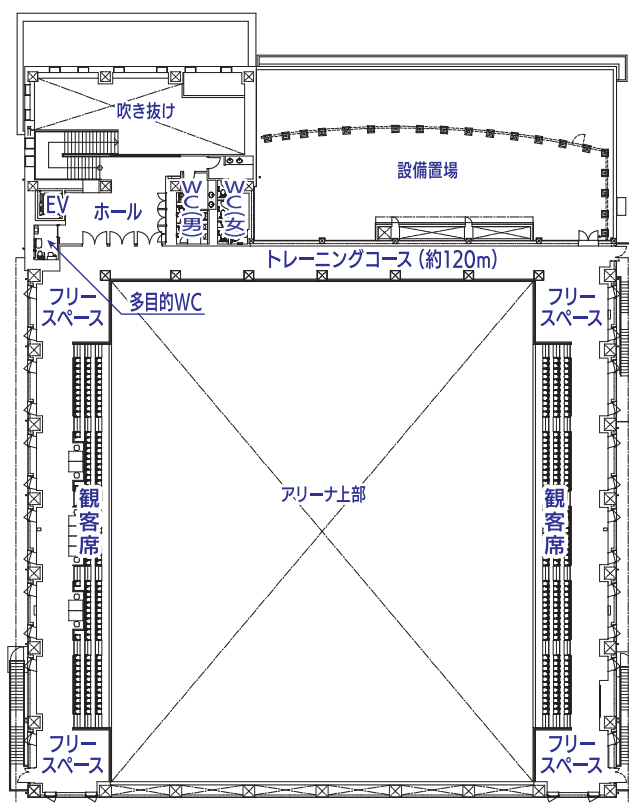 吹き抜け
設備置場
EV
ホール
WC(男)
WC(女)
トレーニングコース(約120m)
フリー
スペース
多目的WC
フリー
スペース
観客席
アリーナ上部
観客席
フリー
スペース
フリー
スペース